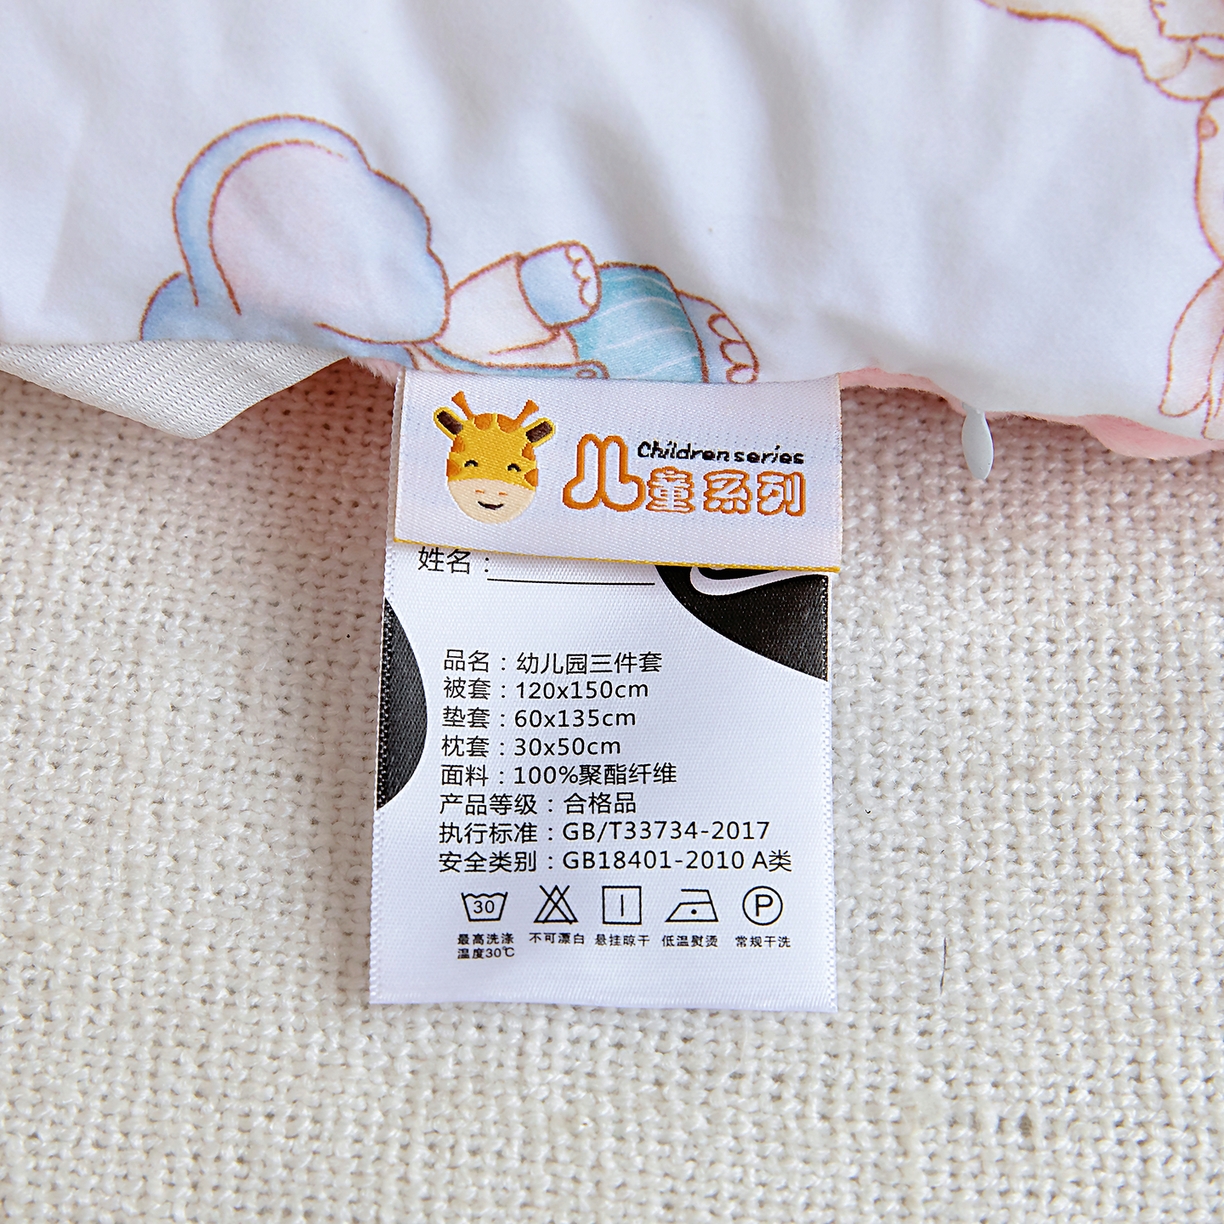 Children series
儿童系列
姓名：
品名：幼儿园三件套
被套：120x150cm
垫套：60x135cm
枕套：30x50cm
面料：100%聚酯纤维
产品等级：合格品
执行标准：GB/T33734-2017
安全类别：GB18401-2010 A类
30
P
最高洗涤
温度30℃
不可漂白
悬挂晾干
低温熨烫
常规干洗